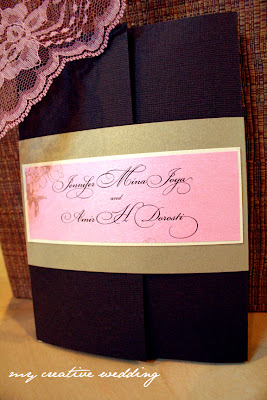 Jennifer Mina Joya
and
Amir H Dorosti
my creative wedding